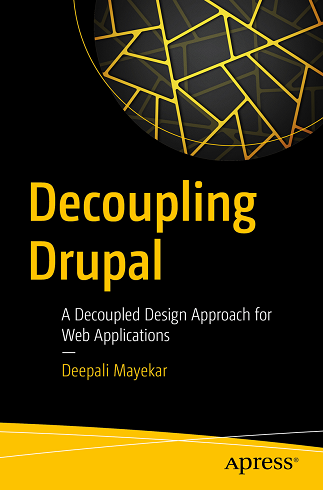 Decoupling
Drupal
A Decoupled Design Approach for
Web Applications
—
Deepali Mayekar
Apress®